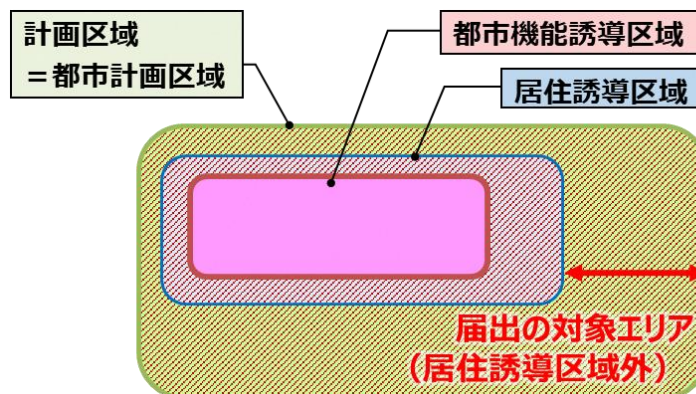 計画区域
＝都市計画区域
都市機能誘導区域
居住誘導区域
届出の対象エリア
（居住誘導区域外）